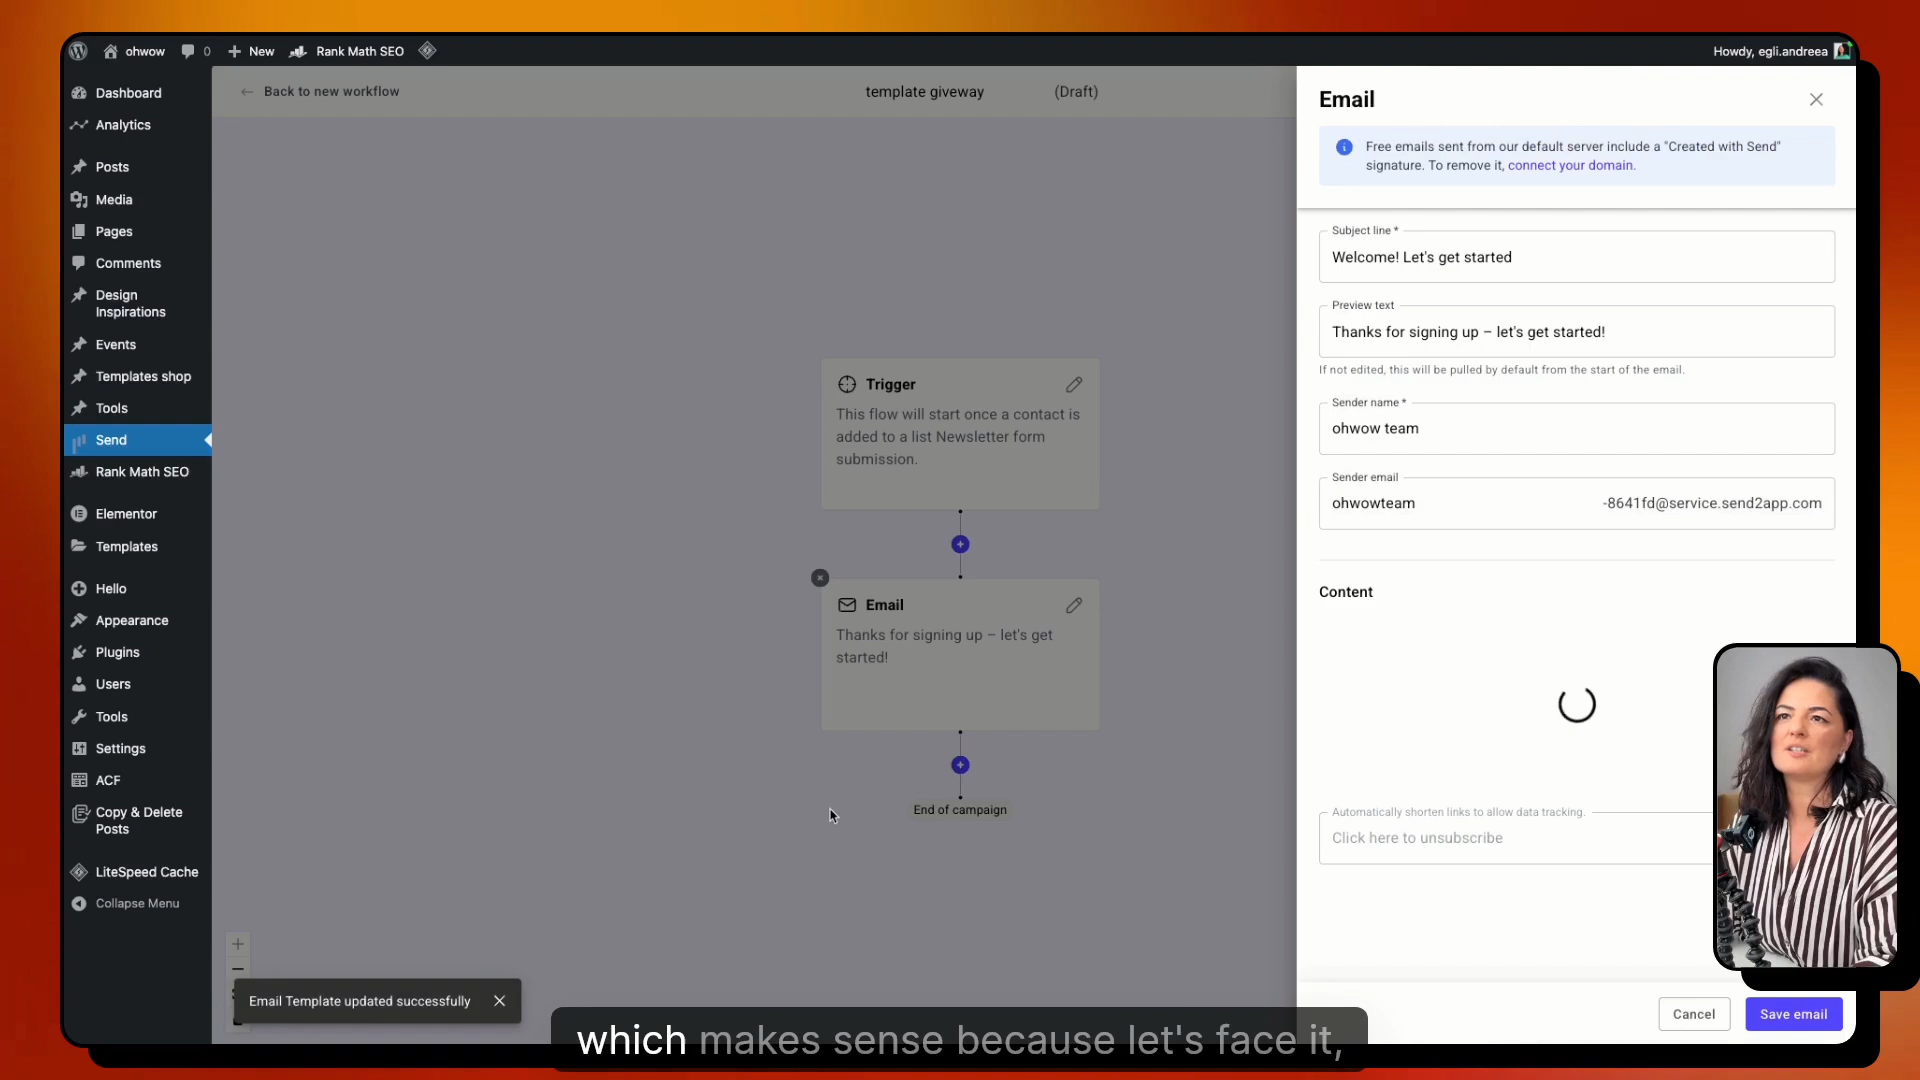 ohwow
0
New
Rank Math SEO
Howdy, egli.andreea
Dashboard
Analytics
Posts
Media
Pages
Comments
Design
Inspirations
Events
Templates shop
Tools
Send
Rank Math SEO
Elementor
Templates
Hello
Appearance
Plugins
Users
Tools
Settings
ACF
Copy & Delete
Posts
LiteSpeed Cache
Collapse Menu
Back to new workflow
template giveway
(Draft)
Trigger
This flow will start once a contact is
added to a list Newsletter form
submission.
Email
Thanks for signing up – let's get
started!
End of campaign
Email Template updated successfully
Email
Free emails sent from our default server include a "Created with Send"
signature. To remove it, connect your domain.
Subject line *
Welcome! Let's get started
Preview text
Thanks for signing up – let's get started!
If not edited, this will be pulled by default from the start of the email.
Sender name *
ohwow team
Sender email
ohwowteam
-8641fd@service.send2app.com
Content
Automatically shorten links to allow data tracking.
Click here to unsubscribe
Cancel
Save email
which makes sense because let's face it,